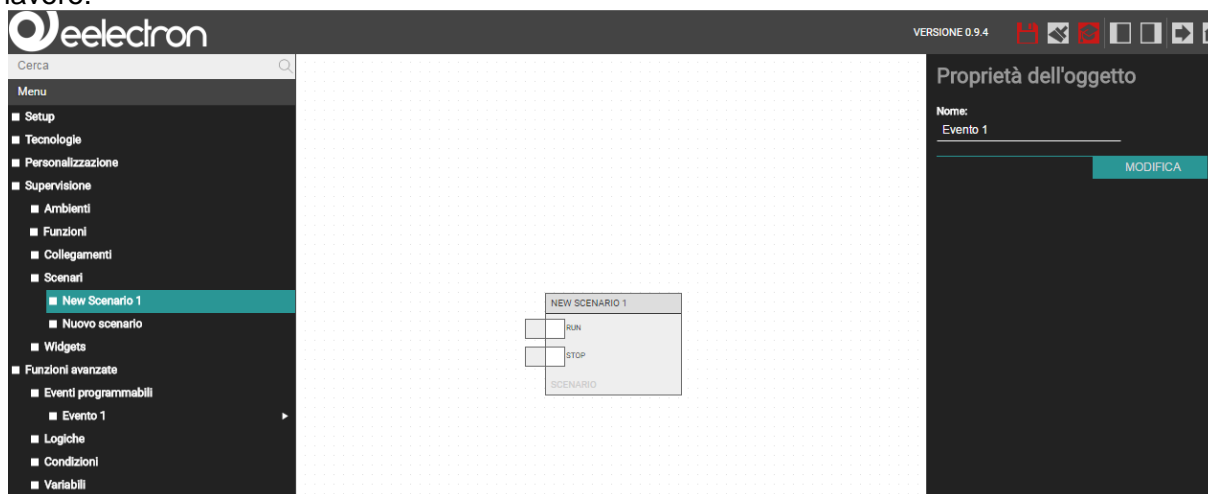 lavoro.
eelectron
VERSIONE 0.9.4
Cerca
Menu
Setup
Tecnologie
Personalizzazione
Supervisione
Ambienti
Funzioni
Collegamenti
Scenari
New Scenario 1
Nuovo scenario
Widgets
Funzioni avanzate
Eventi programmabili
Evento 1
Logiche
Condizioni
Variabili
NEW SCENARIO 1
RUN
STOP
SCENARIO
Proprietà dell'oggetto
Nome:
Evento 1
MODIFICA